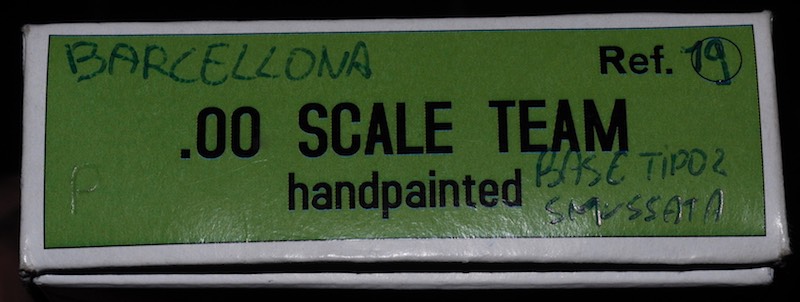 BARCELLONA
Ref. 19
.00 SCALE TEAM
handpainted
P
BASE TIPO 2
SMUSSATA